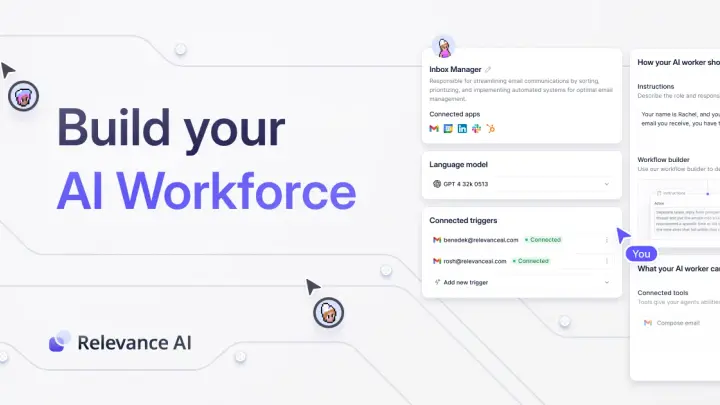 Build your
AI Workforce
Relevance AI
Inbox Manager
Responsible for streamlining email communications by sorting,
prioritizing, and implementing automated systems for optimal email
management.
Connected apps
Language model
GPT 4 32k 0513
Connected triggers
benedek@relevanceai.com Connected
rosh@relevanceai.com Connected
Add new trigger
You
How your AI worker sho
Instructions
Describe the role and respons
Your name is Rachel, and you
email you receive, you have t
Workflow builder
Use our workflow builder to de
What your AI worker ca
Connected tools
Tools give your agents abilities
Compose email